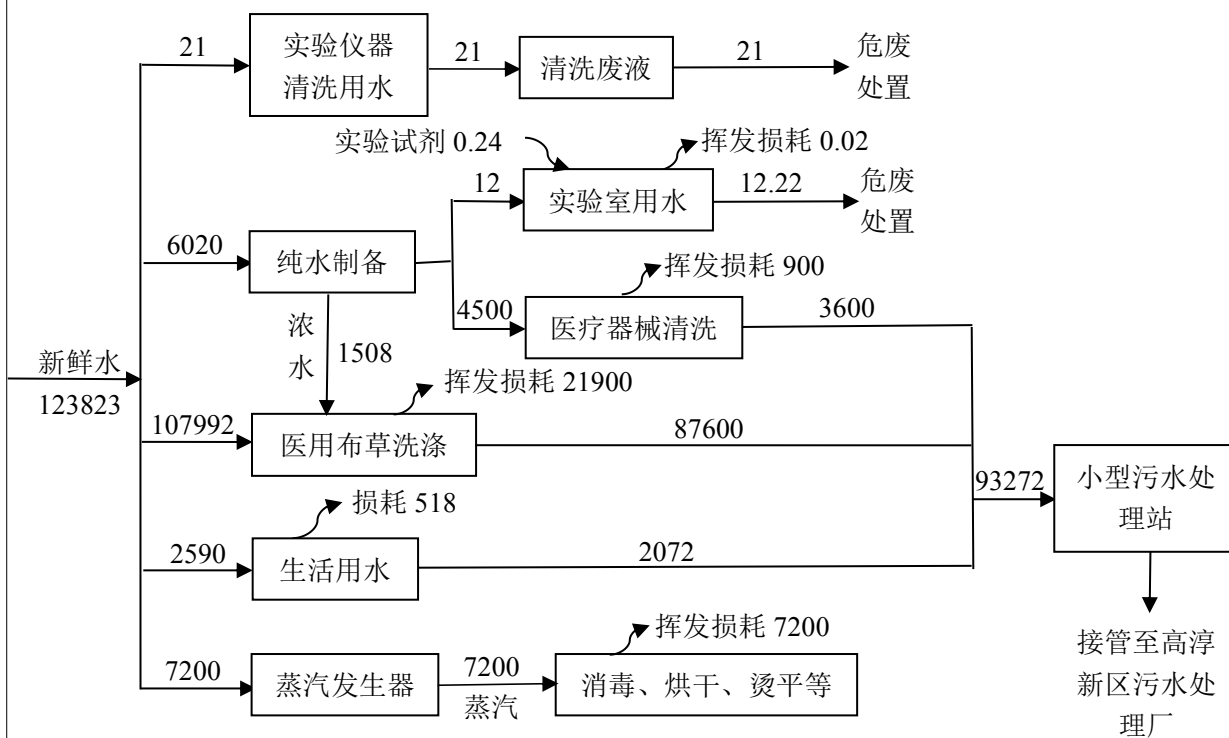 21
实验仪器
清洗用水
21
清洗废液
21
危废
处置
实验试剂 0.24
挥发损耗 0.02
12
实验室用水
12.22
危废
处置
6020
纯水制备
挥发损耗 900
4500
医疗器械清洗
3600
浓
水
1508
新鲜水
123823
挥发损耗 21900
107992
医用布草洗涤
87600
93272
小型污水处
理站
损耗 518
2590
生活用水
2072
挥发损耗 7200
7200
蒸汽发生器
7200
蒸汽
消毒、烘干、烫平等
接管至高淳
新区污水处
理厂